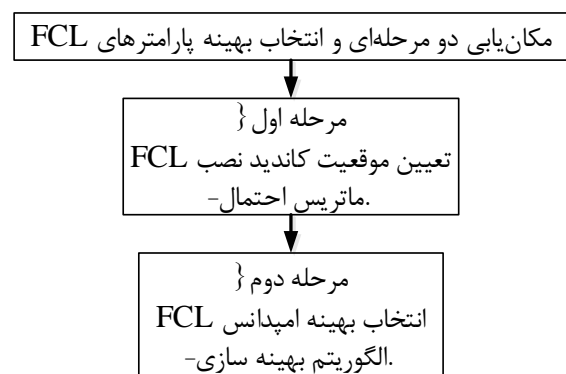 مکان‌یابی دو مرحله‌ای و انتخاب بهینه پارامترهای FCL
مرحله اول{
تعیین موقعیت کاندید نصب FCL
-ماتریس احتمال.
مرحله دوم{
انتخاب بهینه امپدانس FCL
-الگوریتم بهینه سازی.